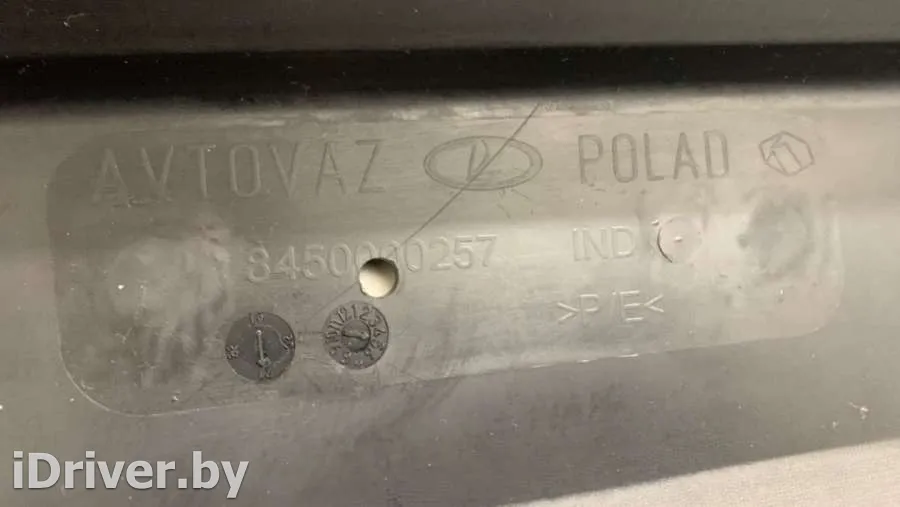 AVTOVAZ POLAD
8450000257 IND
>P/E<
iDriver.by